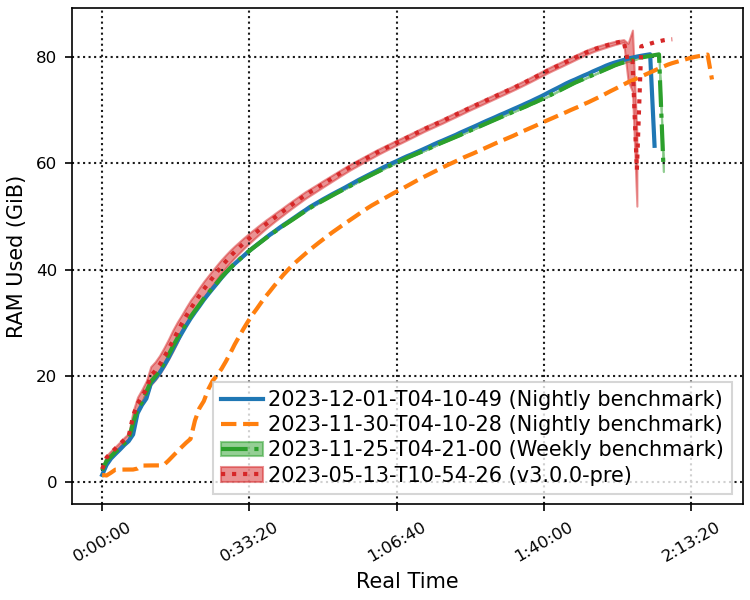 RAM Used (GiB)
80
60
40
20
0
2023-12-01-T04-10-49 (Nightly benchmark)
2023-11-30-T04-10-28 (Nightly benchmark)
2023-11-25-T04-21-00 (Weekly benchmark)
2023-05-13-T10-54-26 (v3.0.0-pre)
0:00:00
0:33:20
1:06:40
1:40:00
2:13:20
Real Time